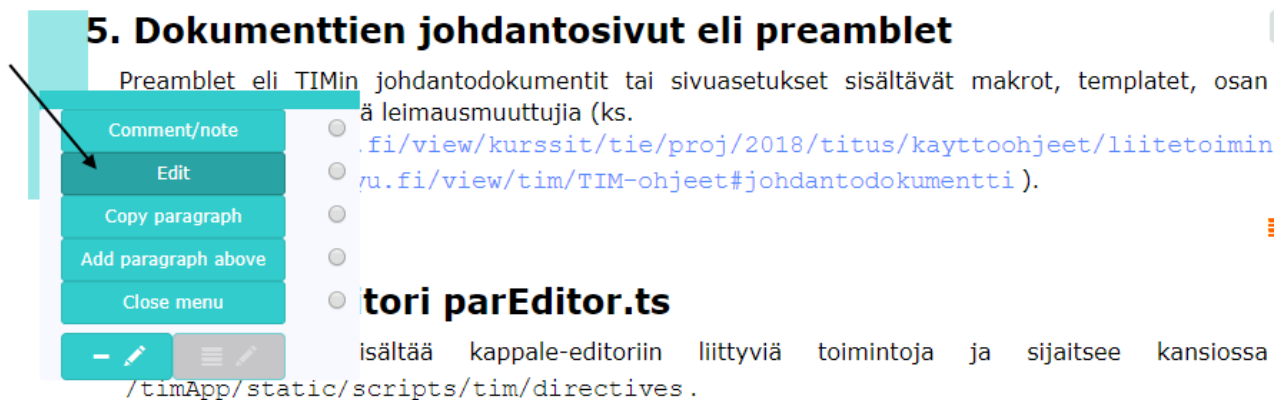 5. Dokumenttien johdantosivut eli preamblet
Preamblet eli TIMin johdantodokumentit tai sivuasetukset sisältävät makrot, templatet, osan
ä leimausmuuttujia (ks.
.fi/view/kurssit/tie/proj/2018/titus/kayttoohjeet/liitetoimin
yu.fi/view/tim/TIM-ohjeet#johdantodokumentti ).
Comment/note
Edit
Copy paragraph
Add paragraph above
Close menu
itori parEditor.ts
isältää kappale-editoriin liittyviä toimintoja ja sijaitsee kansiossa
/timApp/static/scripts/tim/directives .